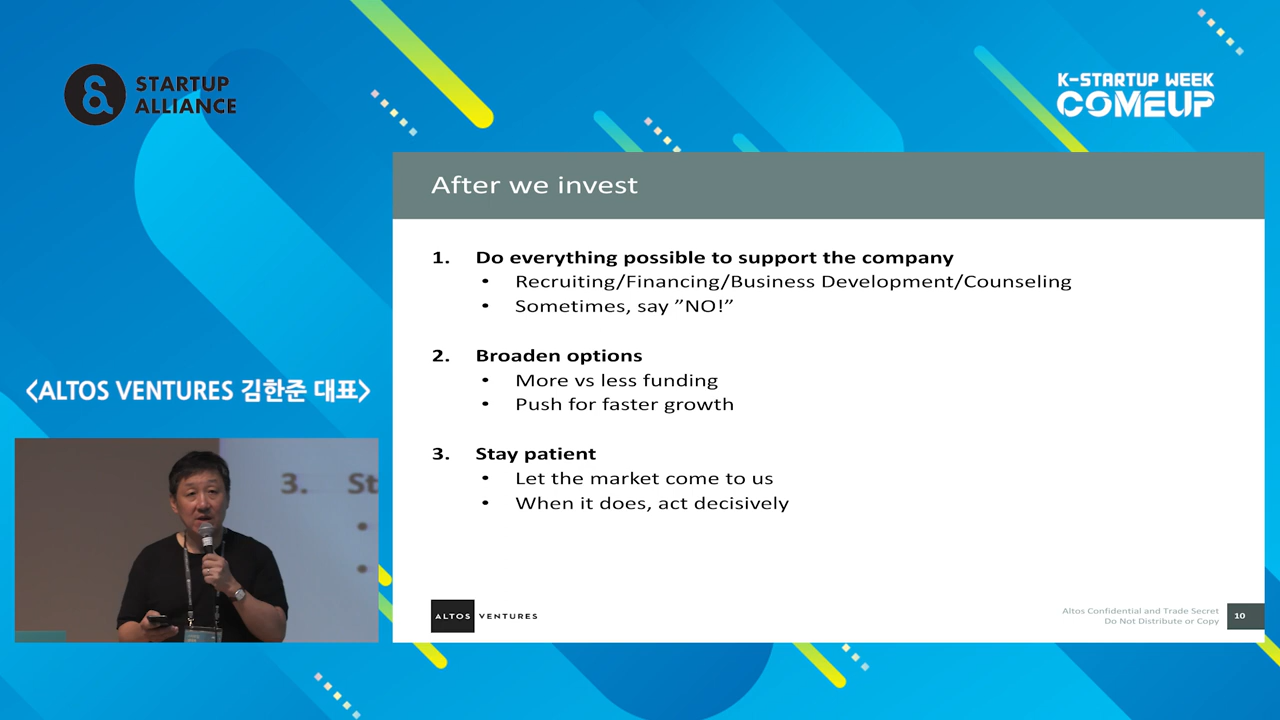 STARTUP
ALLIANCE
K-STARTUP WEEK
COMEUP
After we invest
1. Do everything possible to support the company
• Recruiting/Financing/Business Development/Counseling
• Sometimes, say ”NO!”
2. Broaden options
• More vs less funding
• Push for faster growth
3. Stay patient
• Let the market come to us
• When it does, act decisively
<ALTOS VENTURES 김한준 대표>
3. St
ALTOS VENTURES
Altos Confidential and Trade Secret
Do Not Distribute or Copy
10